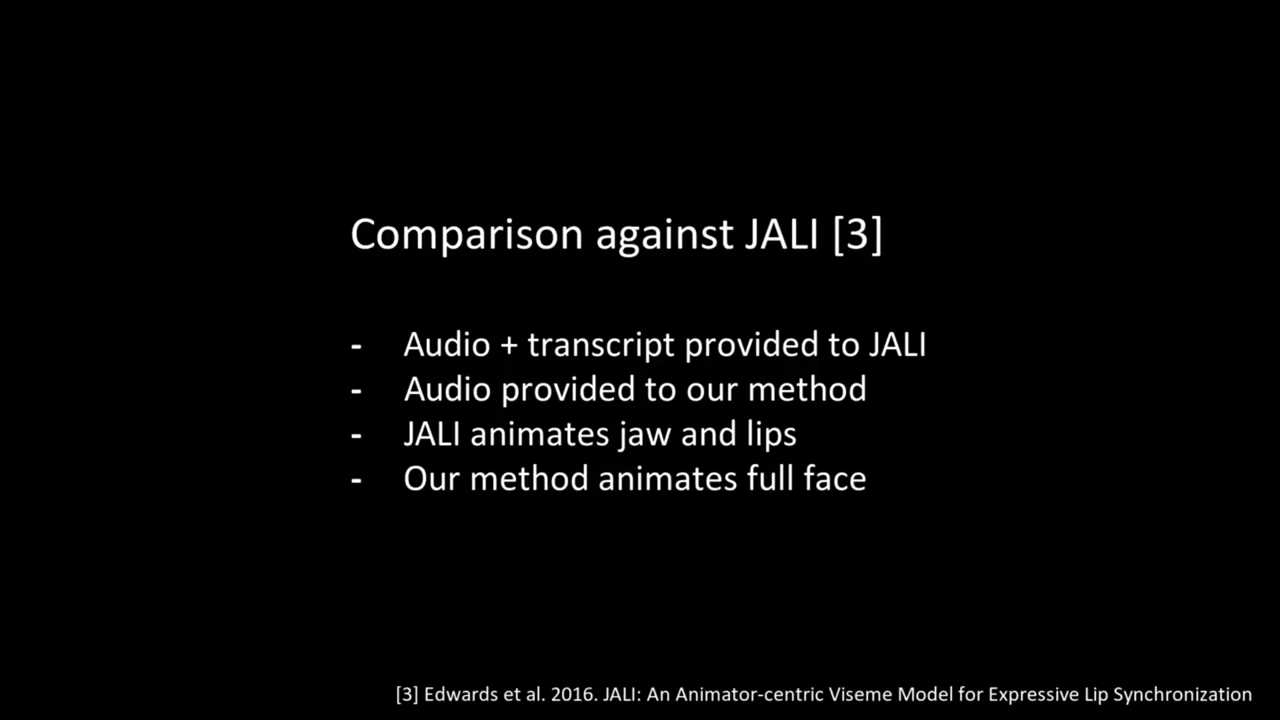 Comparison against JALI [3]
- Audio + transcript provided to JALI
- Audio provided to our method
- JALI animates jaw and lips
- Our method animates full face
[3] Edwards et al. 2016. JALI: An Animator-centric Viseme Model for Expressive Lip Synchronization